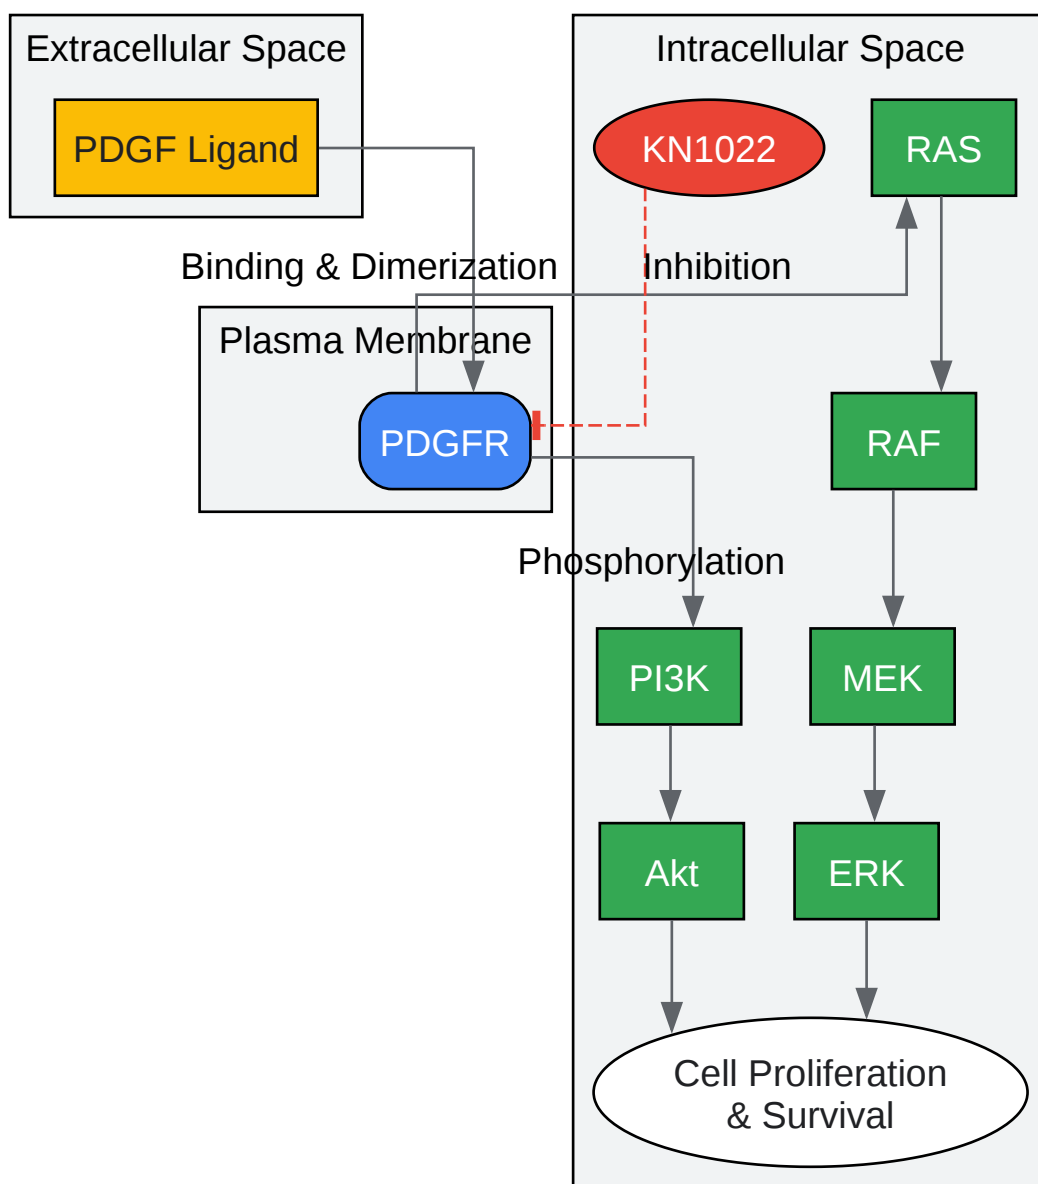 Extracellular Space
Intracellular Space
PDGF Ligand
KN1022
RAS
Binding & Dimerization
Inhibition
Plasma Membrane
PDGFR
RAF
Phosphorylation
PI3K
MEK
Akt
ERK
Cell Proliferation
& Survival